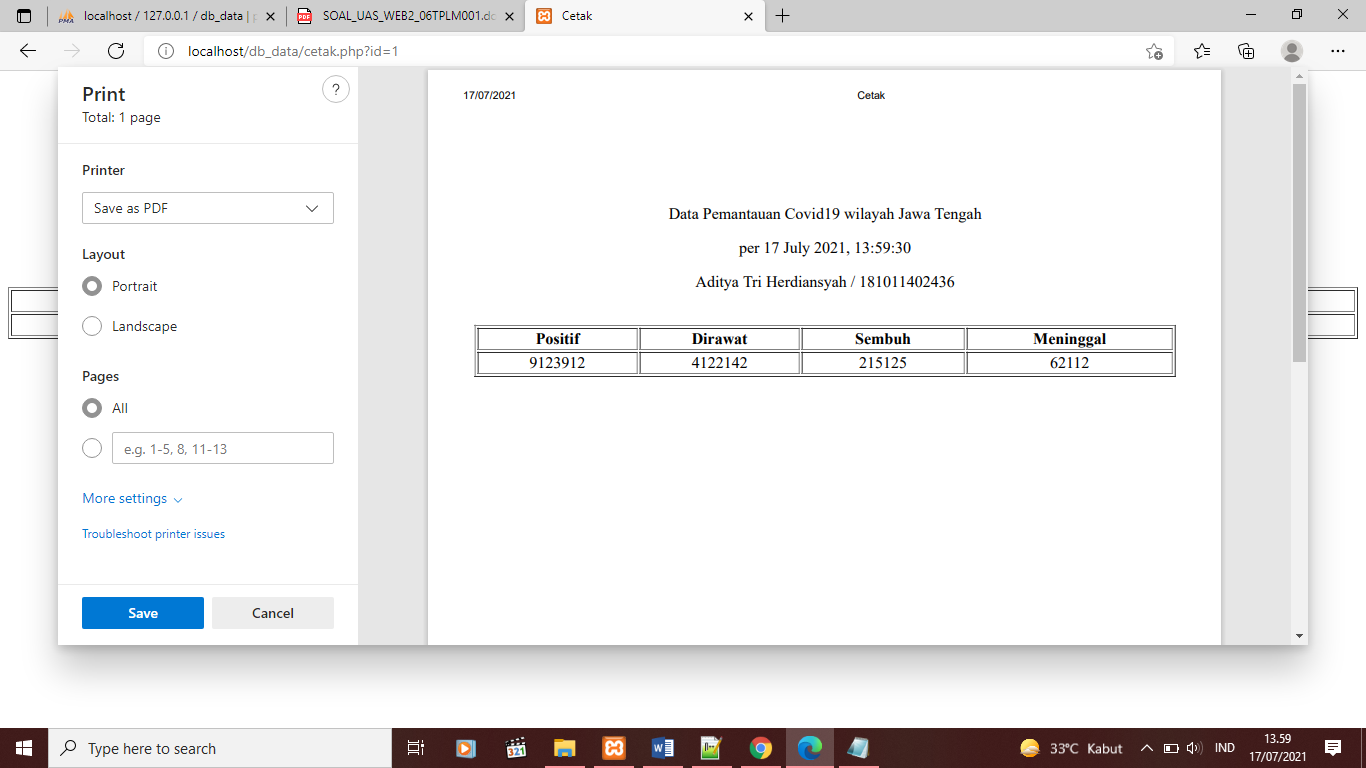 localhost / 127.0.0.1 / db_data |
SOAL_UAS_WEB2_06TPLM001.do
Cetak
localhost/db_data/cetak.php?id=1
Print
?
Total: 1 page
Printer
Save as PDF
Layout
Portrait
Landscape
Pages
All
e.g. 1-5, 8, 11-13
More settings
Troubleshoot printer issues
Save
Cancel
17/07/2021
Cetak
Data Pemantauan Covid19 wilayah Jawa Tengah
per 17 July 2021, 13:59:30
Aditya Tri Herdiansyah / 181011402436
Positif Dirawat Sembuh Meninggal
9123912 4122142 215125 62112
Type here to search
33°C Kabut
IND
13.59
17/07/2021